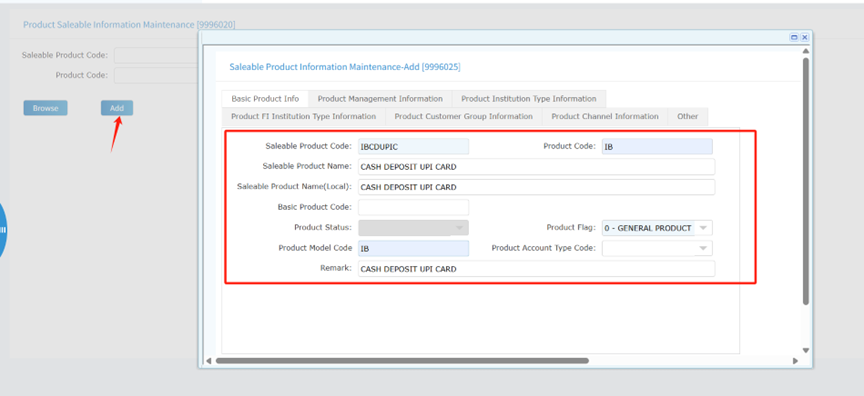 Product Saleable Information Maintenance [9996020]
Saleable Product Code:
Product Code:
Browse Add
Saleable Product Information Maintenance-Add [9996025]
Basic Product Info Product Management Information Product Institution Type Information
Product FI Institution Type Information Product Customer Group Information Product Channel Information Other
Saleable Product Code: IBCDUPIC Product Code: IB
Saleable Product Name: CASH DEPOSIT UPI CARD
Saleable Product Name(Local): CASH DEPOSIT UPI CARD
Basic Product Code:
Product Status: Product Flag: 0 - GENERAL PRODUCT
Product Model Code IB Product Account Type Code:
Remark: CASH DEPOSIT UPI CARD